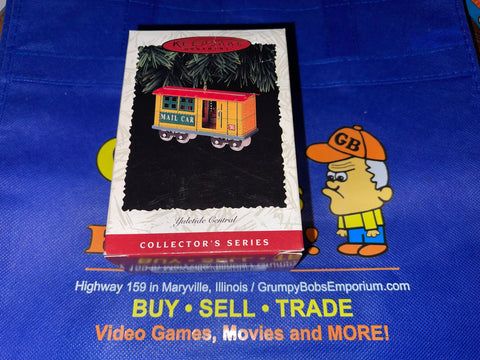 KEEPSAKE
ORNAMENT
MAIL CAR
Yuletide Central
COLLECTOR'S SERIES
GB
Highway 159 in Maryville, Illinois / GrumpyBobsEmporium.com
BUY • SELL • TRADE
Video Games, Movies and MORE!